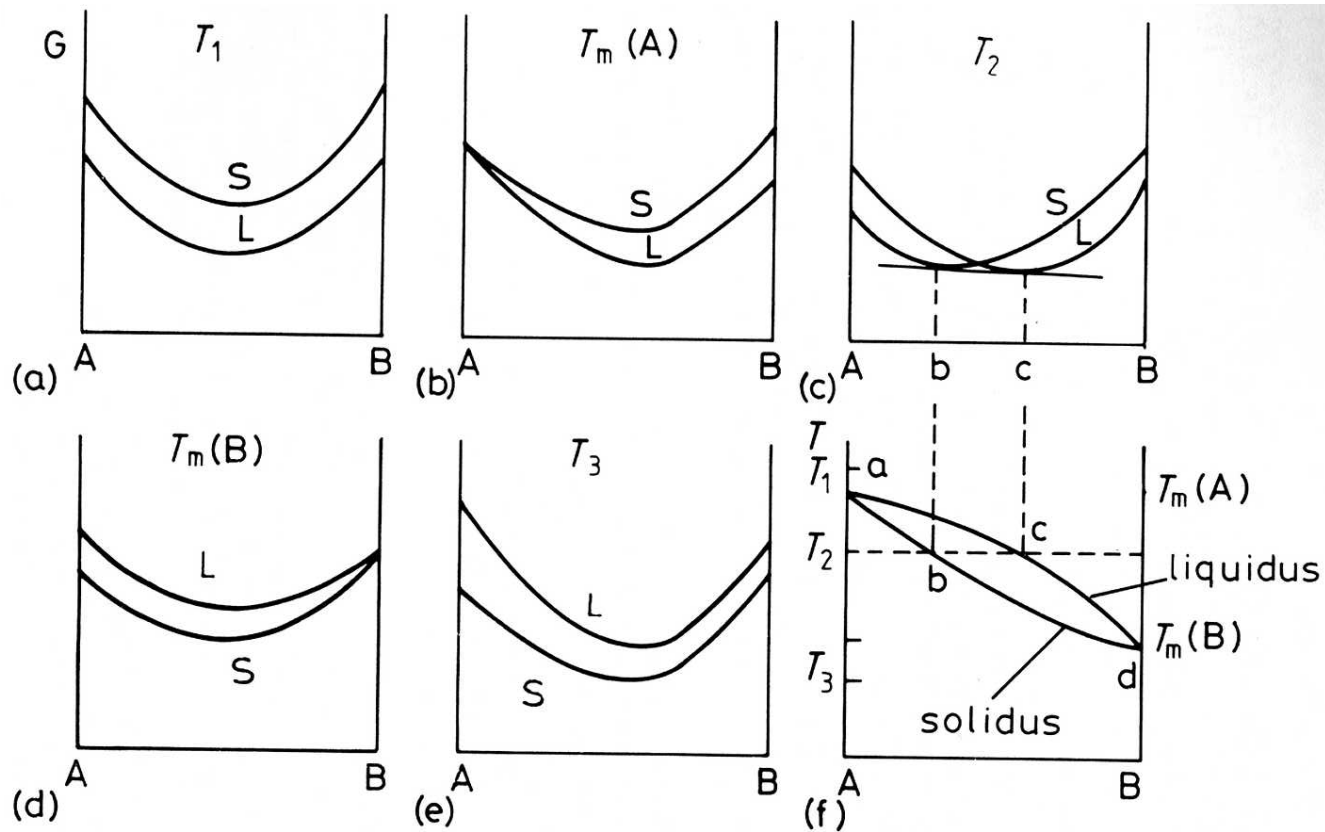 G
T1
S
L
A
B
(a)
Tm(A)
S
L
A
B
(b)
T2
S
L
A
b
c
B
(c)
Tm(B)
L
S
A
B
(d)
T3
L
S
A
B
(e)
T
T1
a
Tm(A)
c
T2
b
liquidus
Tm(B)
T3
d
solidus
A
B
(f)